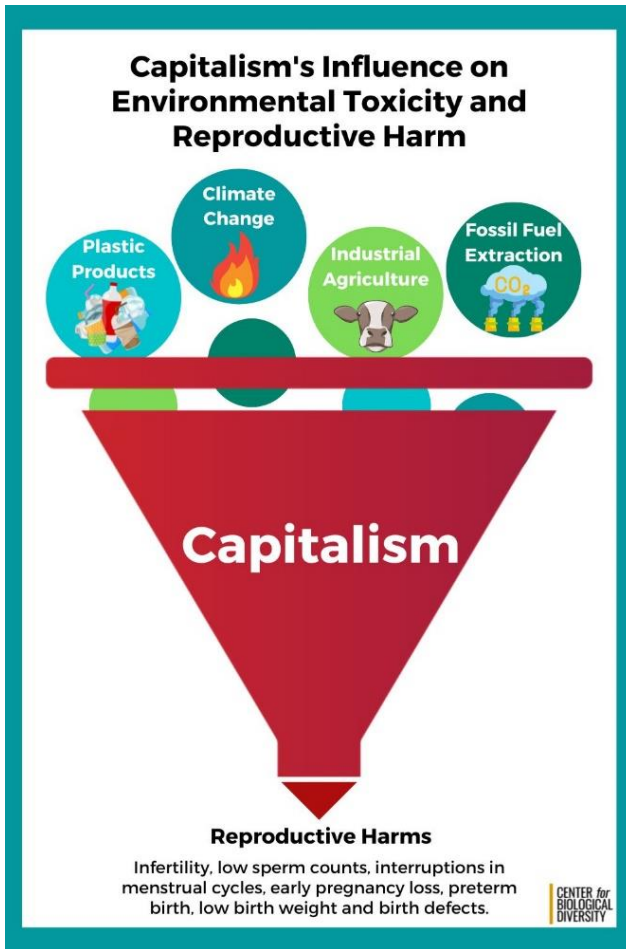 Capitalism's Influence on
Environmental Toxicity and
Reproductive Harm
Climate
Change
Plastic
Products
Industrial
Agriculture
Fossil Fuel
Extraction
CO₂
Capitalism
Reproductive Harms
Infertility, low sperm counts, interruptions in
menstrual cycles, early pregnancy loss, preterm
birth, low birth weight and birth defects.
CENTER for
BIOLOGICAL
DIVERSITY